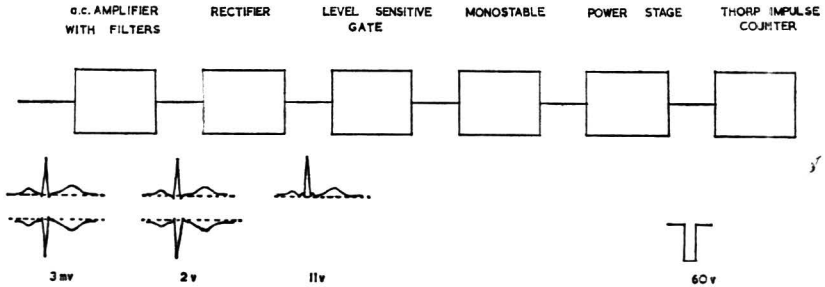 a.c. AMPLIFIER
WITH FILTERS
RECTIFIER
LEVEL SENSITIVE
GATE
MONOSTABLE
POWER STAGE
THORP IMPULSE
COUNTER
3mv
2v
11v
60v